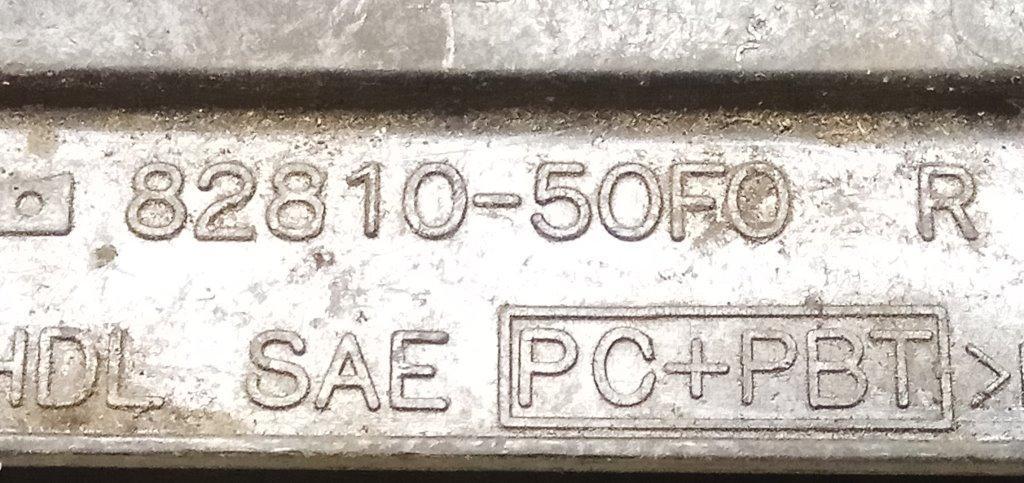 82810-50F0 R
HDL SAE PC+PBT >